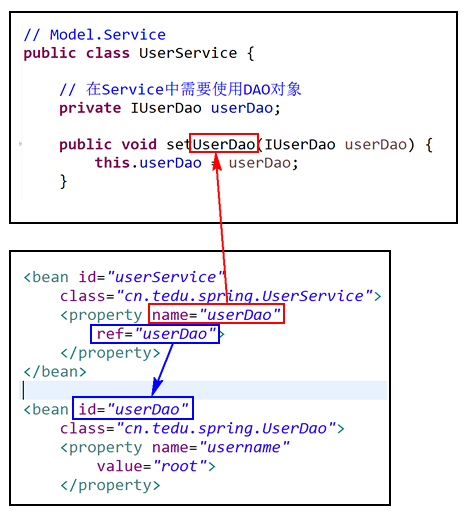 // Model.Service
public class UserService {
// 在Service中需要使用DAO对象
private IUserDao userDao;
public void setUserDao(IUserDao userDao) {
this.userDao = userDao;
}
<bean id="userService"
class="cn.tedu.spring.UserService">
<property name="userDao"
ref="userDao">
</property>
</bean>
<bean id="userDao"
class="cn.tedu.spring.UserDao">
<property name="username"
value="root">
</property>